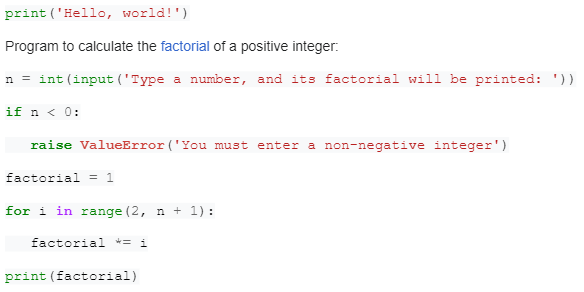 print('Hello, world!')
Program to calculate the factorial of a positive integer:
n = int(input('Type a number, and its factorial will be printed: '))
if n < 0:
    raise ValueError('You must enter a non-negative integer')
factorial = 1
for i in range(2, n + 1):
    factorial *= i
print(factorial)